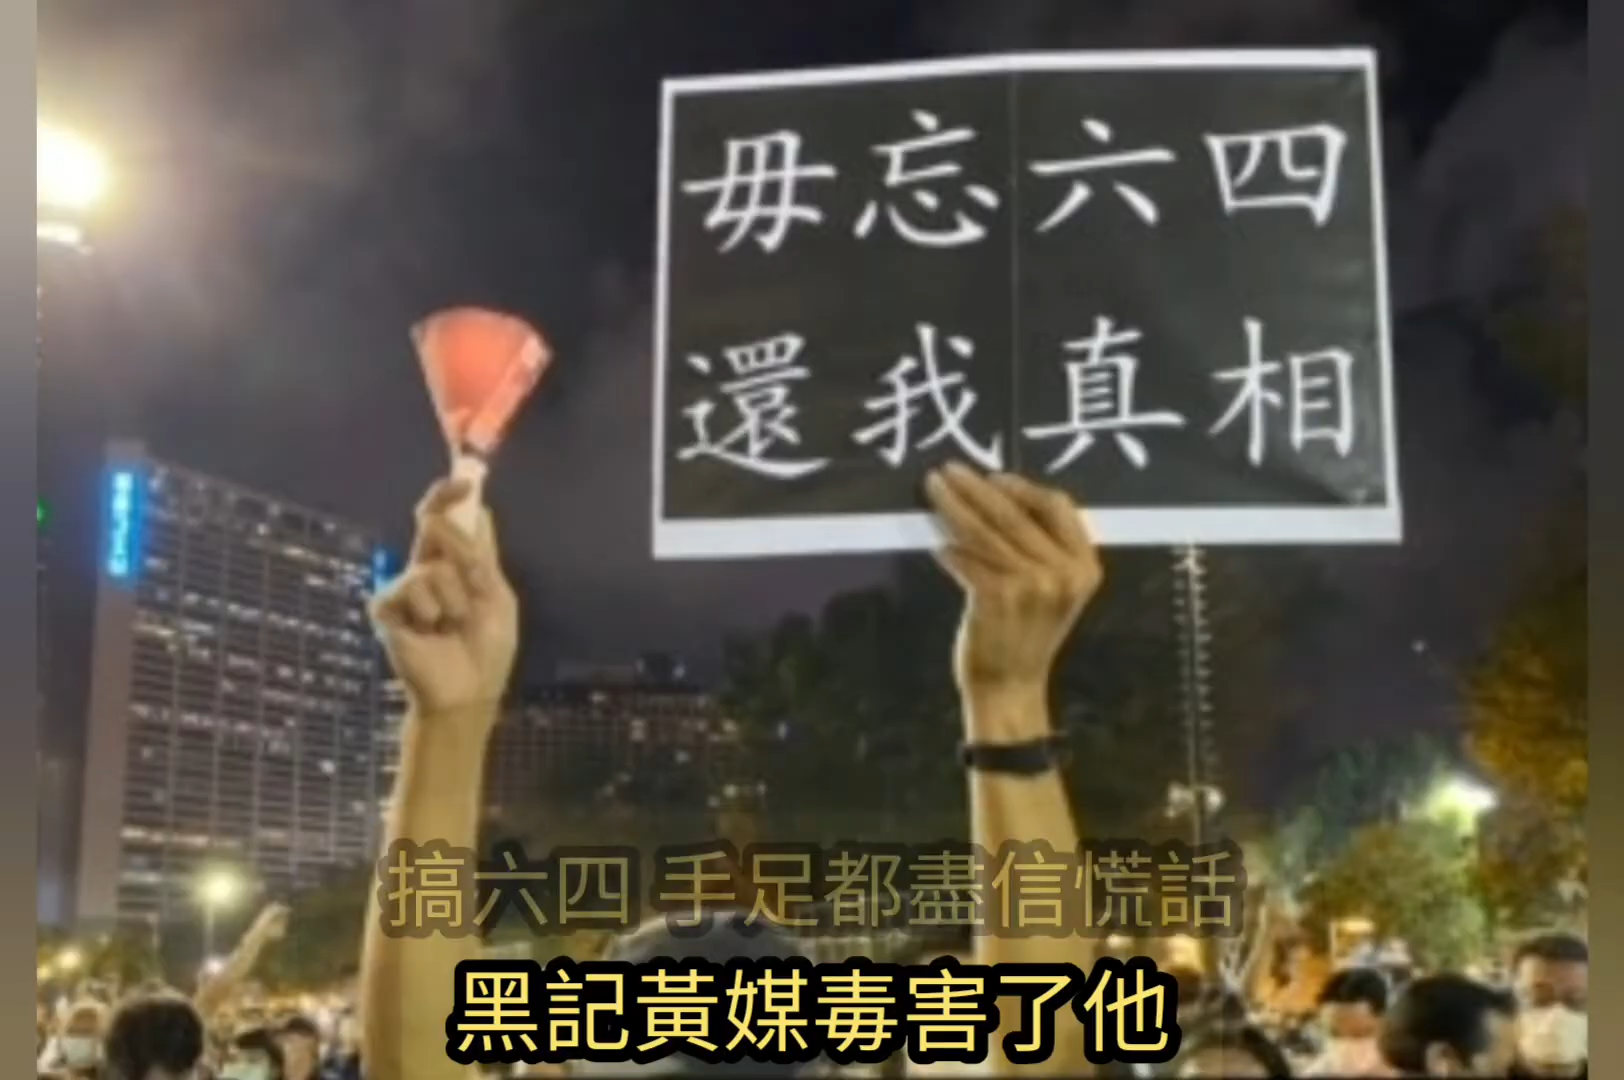 毋忘六四
還我真相
搞六四 手足都盡信慌話
黑記黃媒毒害了他